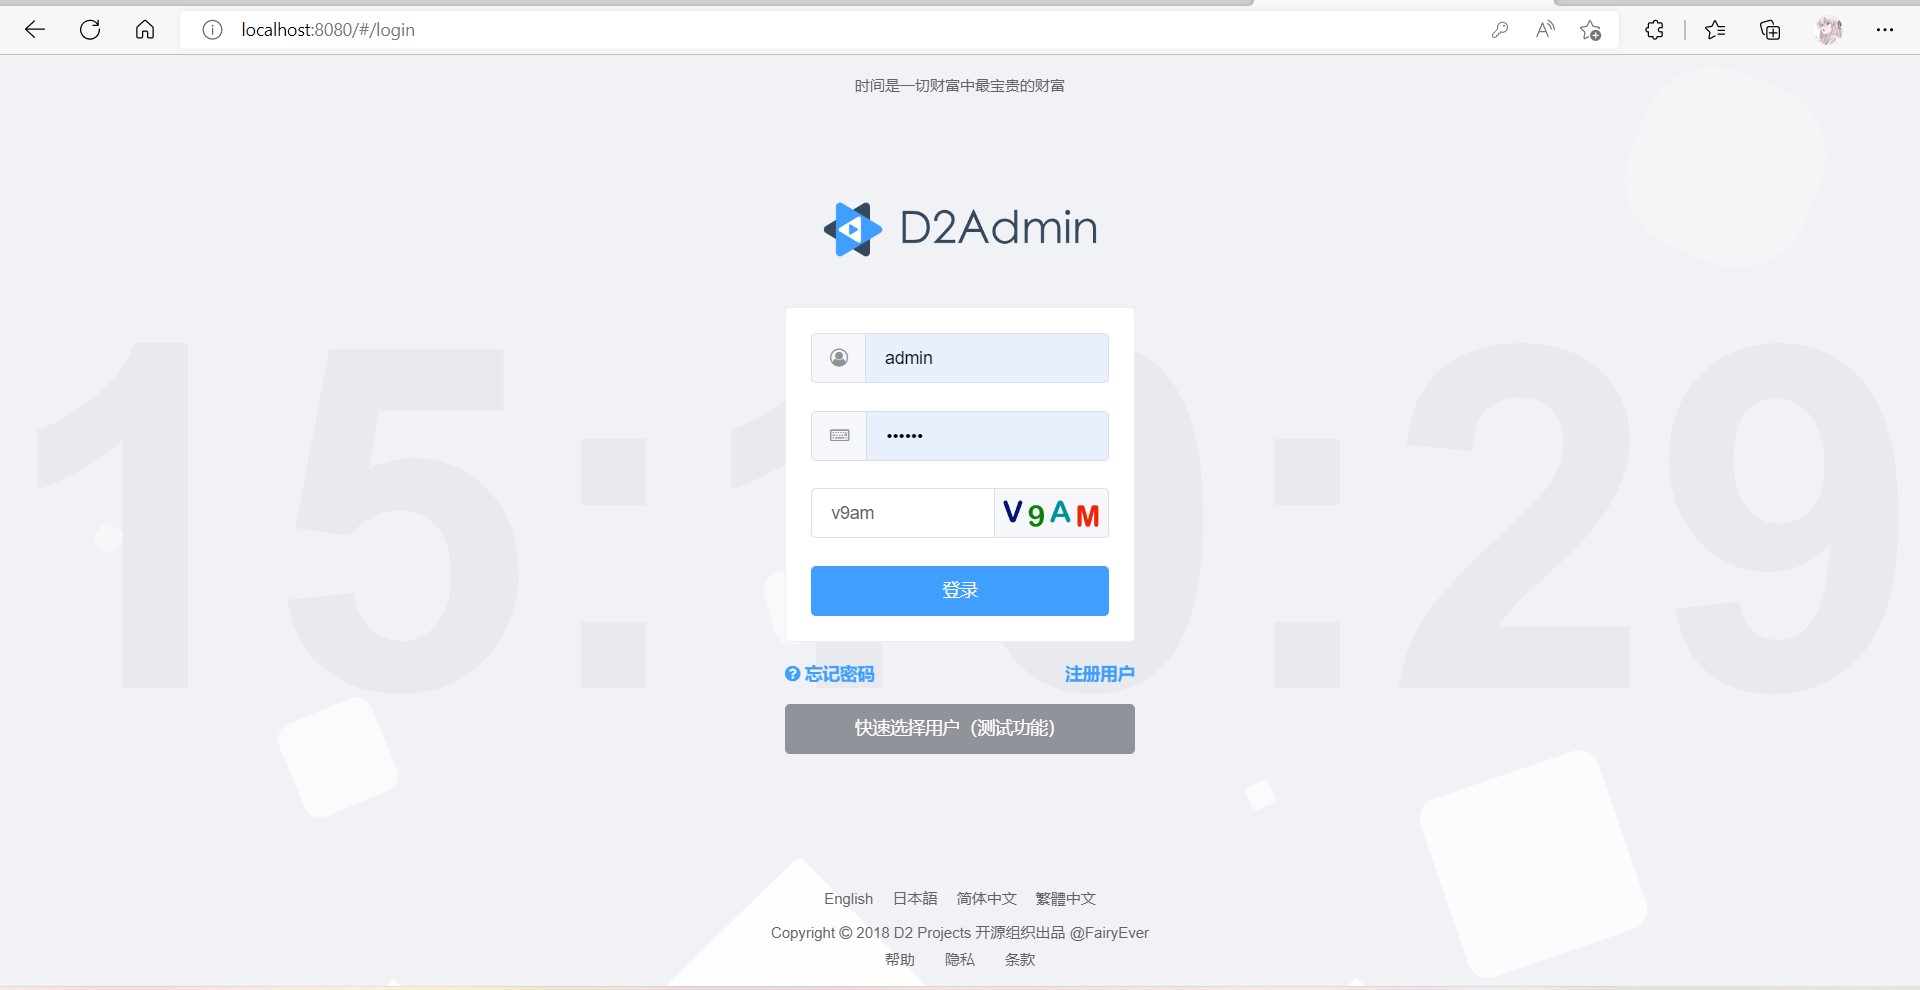 localhost:8080/#/login
时间是一切财富中最宝贵的财富
D2Admin
admin
••••••
v9am V9AM
登录
忘记密码 注册用户
快速选择用户（测试功能）
English 日本語 简体中文 繁體中文
Copyright © 2018 D2 Projects 开源组织出品 @FairyEver
帮助 隐私 条款